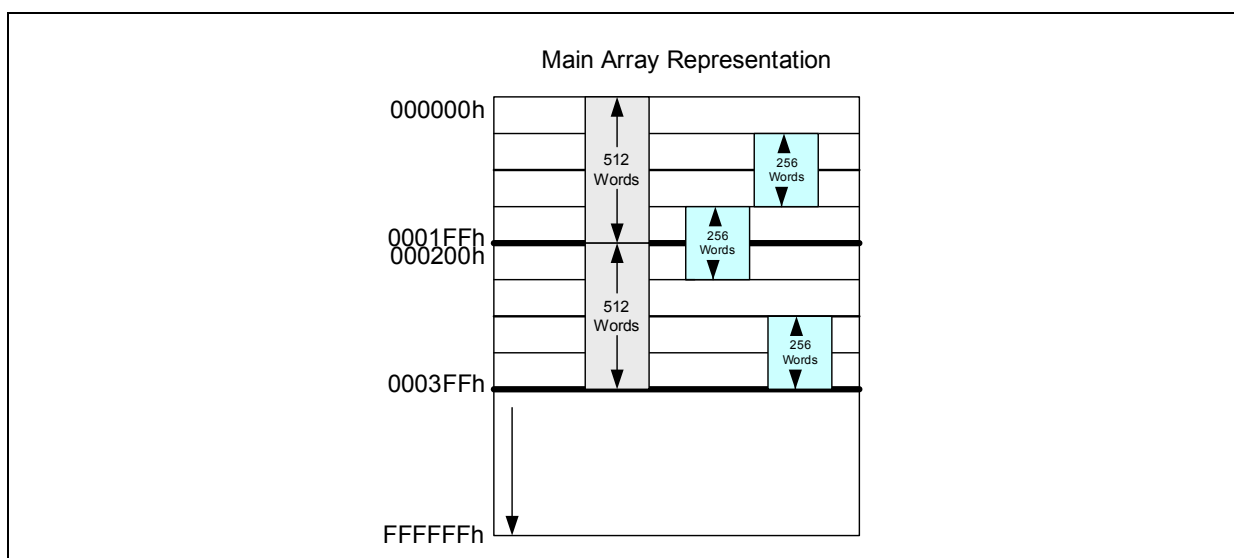 Main Array Representation
000000h
512
Words
256
Words
0001FFh
000200h
256
Words
512
Words
256
Words
0003FFh
FFFFFFh